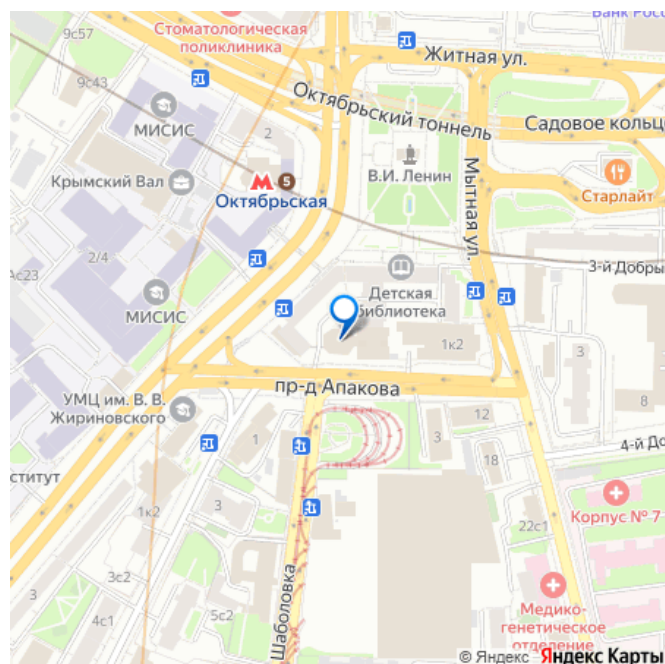 Банк Рос
9с57
Стоматологическая
поликлиника
Житная ул.
9с43
МИСИС
2
Октябрьский тоннель
Садовое кольцо
Крымский Вал
5
Октябрьская
В.И. Ленин
Мытная ул.
Старлайт
2/4
Ас23
3-й Добры
МИСИС
Детская
библиотека
1к2
3
пр-д Апакова
8
УМЦ им. В. В.
Жириновского
1
3
12
4-й До
ститут
18
Корпус № 7
1к2
22с1
Шаболовка
3с2
3
4с1
5с2
Медико-
генетическое
отделение
© Яндекс Яндекс Карты